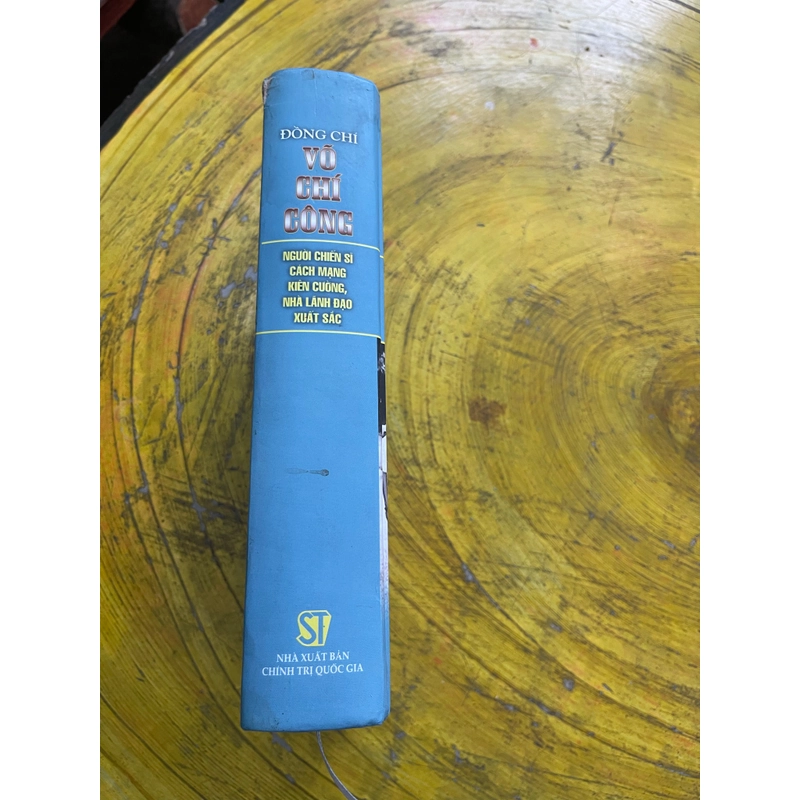 ĐỒNG CHÍ
VÕ
CHÍ
CÔNG
NGƯỜI CHIẾN SĨ
CÁCH MẠNG
KIÊN CƯỜNG,
NHÀ LÃNH ĐẠO
XUẤT SẮC
ST
NHÀ XUẤT BẢN
CHÍNH TRỊ QUỐC GIA